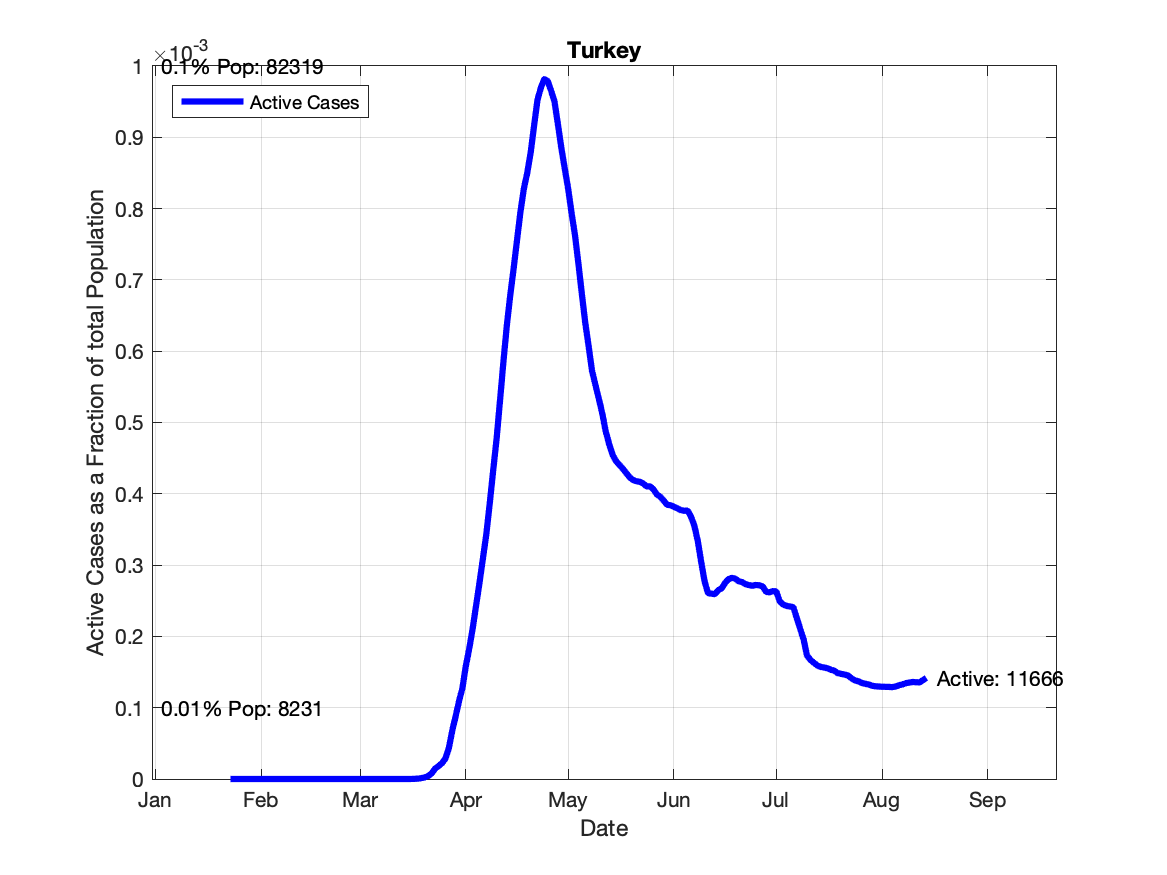 Turkey
×10-3
0.1% Pop: 82319
Active Cases
1
0.9
0.8
0.7
0.6
0.5
0.4
0.3
0.2
0.1
0
Active Cases as a Fraction of total Population
Active: 11666
0.01% Pop: 8231
Jan Feb Mar Apr May Jun Jul Aug Sep
Date